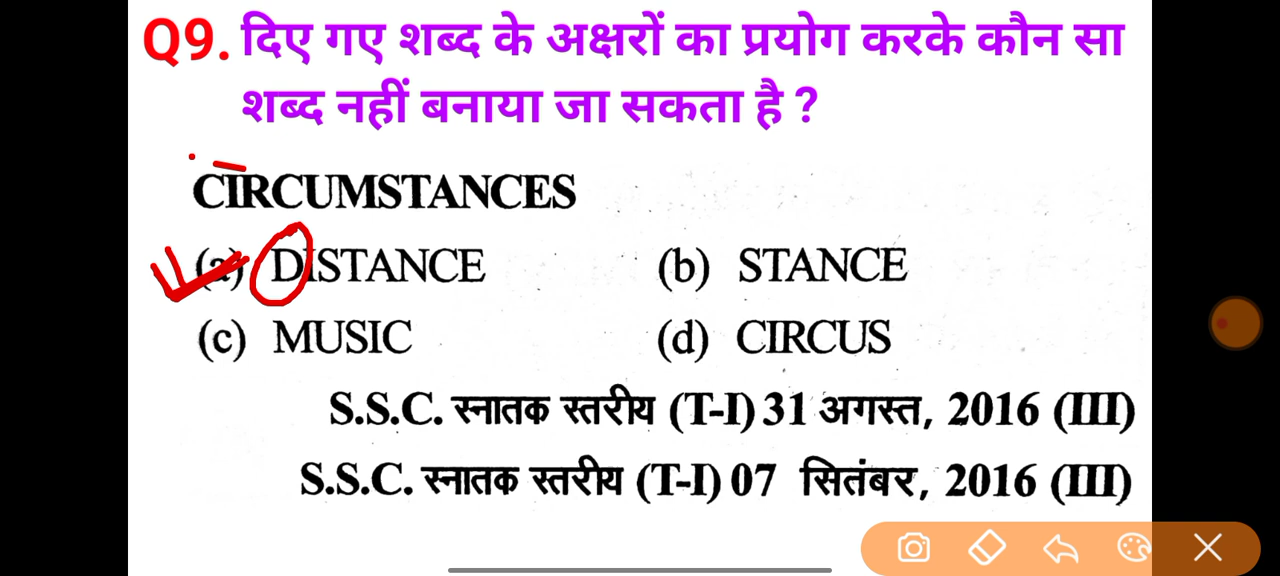 Q9. दिए गए शब्द के अक्षरों का प्रयोग करके कौन सा
शब्द नहीं बनाया जा सकता है ?
CIRCUMSTANCES
(a) DISTANCE (b) STANCE
(c) MUSIC (d) CIRCUS
S.S.C. स्नातक स्तरीय (T-I) 31 अगस्त, 2016 (III)
S.S.C. स्नातक स्तरीय (T-I) 07 सितंबर, 2016 (III)